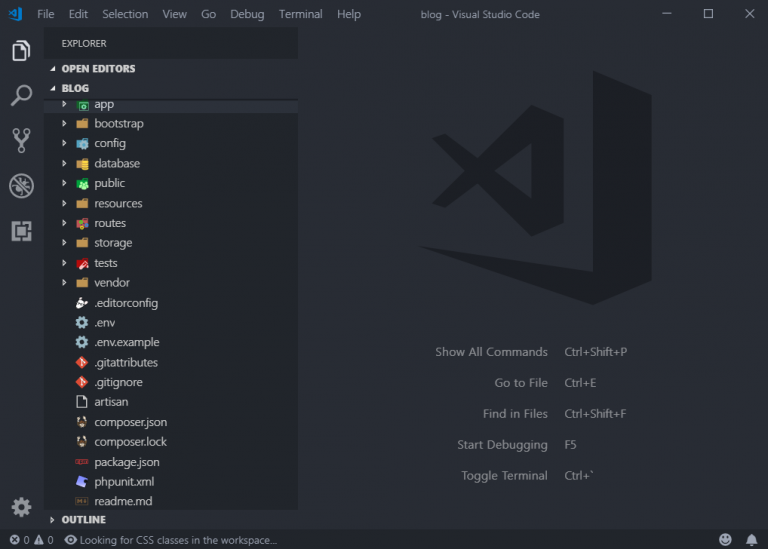 File Edit Selection View Go Debug Terminal Help blog - Visual Studio Code
EXPLORER
OPEN EDITORS
BLOG
app
bootstrap
config
database
public
resources
routes
storage
tests
vendor
.editorconfig
.env
.env.example
.gitattributes
.gitignore
artisan
composer.json
composer.lock
package.json
phpunit.xml
readme.md
OUTLINE
Show All Commands Ctrl+Shift+P
Go to File Ctrl+E
Find in Files Ctrl+Shift+F
Start Debugging F5
Toggle Terminal Ctrl+`
0 0 Looking for CSS classes in the workspace...